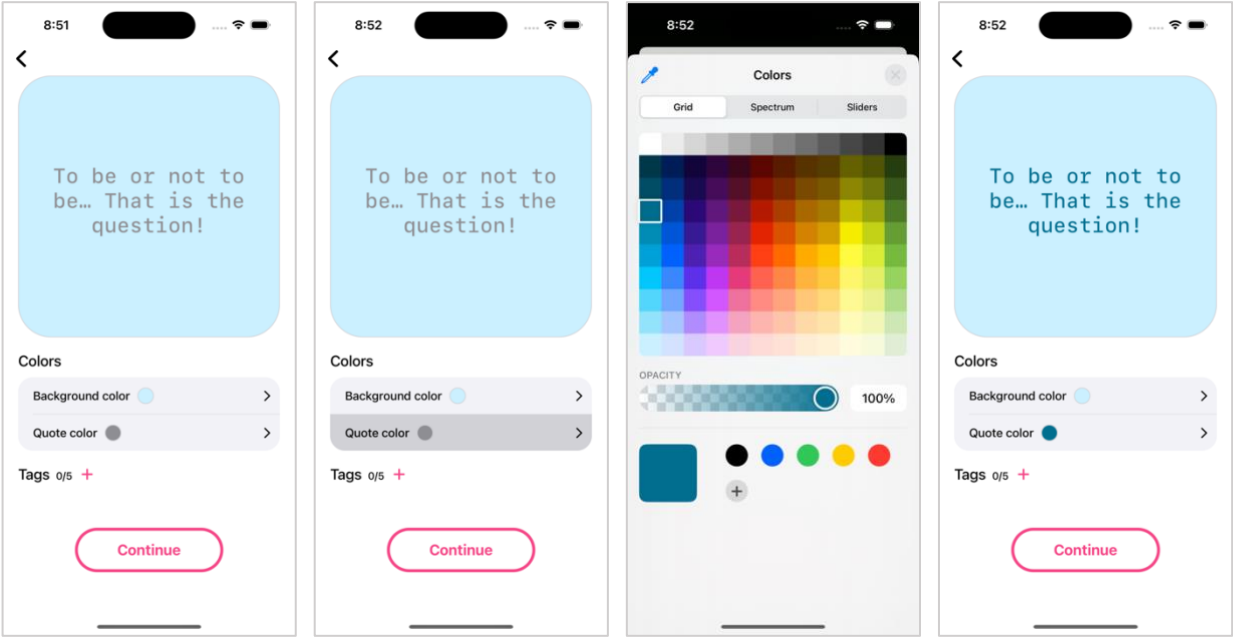 8:51
To be or not to
be… That is the
question!
Colors
Background color
Quote color
Tags 0/5 +
Continue
8:52
To be or not to
be… That is the
question!
Colors
Background color
Quote color
Tags 0/5 +
Continue
8:52
Colors
Grid Spectrum Sliders
OPACITY
100%
8:52
To be or not to
be… That is the
question!
Colors
Background color
Quote color
Tags 0/5 +
Continue